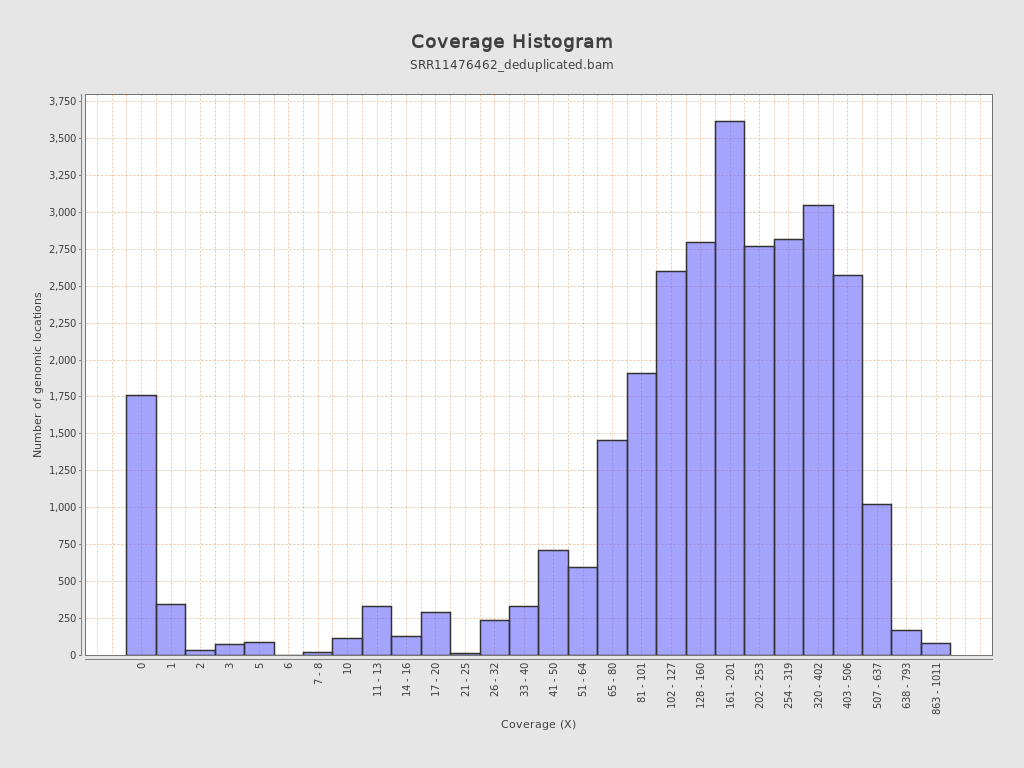 Coverage Histogram
SRR11476462_deduplicated.bam
Number of genomic locations
3,750
3,500
3,250
3,000
2,750
2,500
2,250
2,000
1,750
1,500
1,250
1,000
750
500
250
0
0
1
2
3
5
6
7 - 8
10
11 - 13
14 - 16
17 - 20
21 - 25
26 - 32
33 - 40
41 - 50
51 - 64
65 - 80
81 - 101
102 - 127
128 - 160
161 - 201
202 - 253
254 - 319
320 - 402
403 - 506
507 - 637
638 - 793
863 - 1011
Coverage (X)